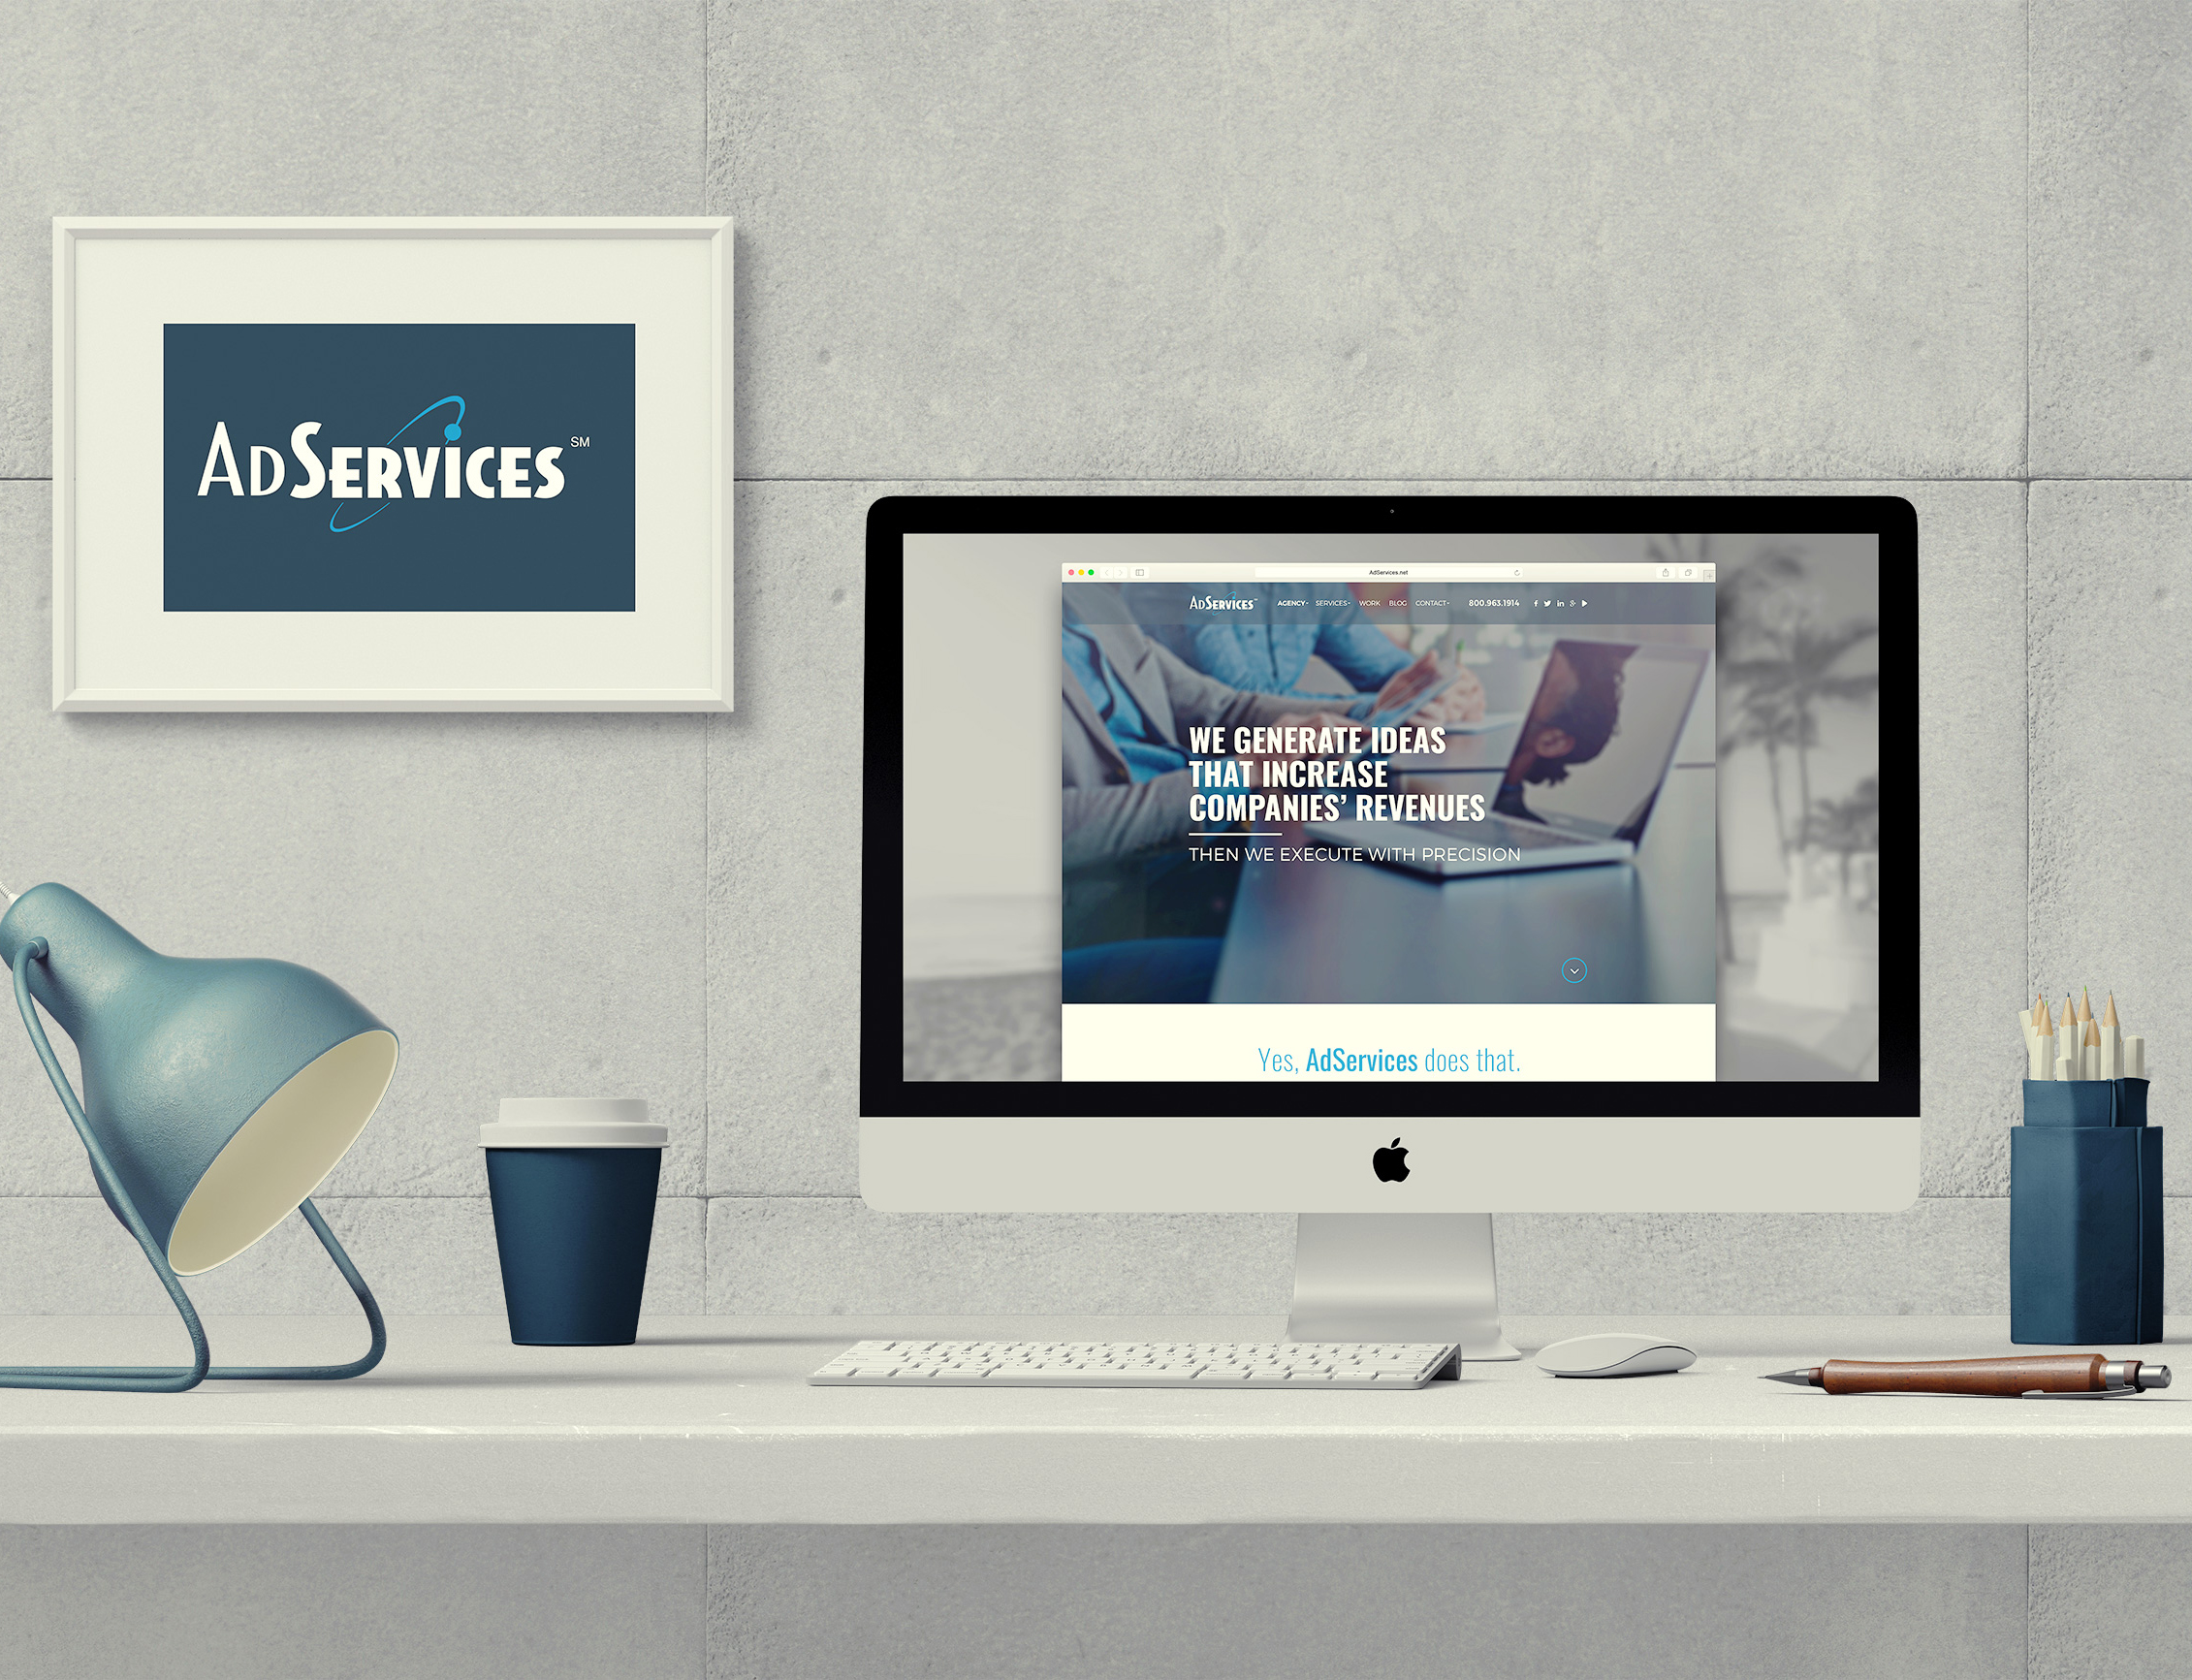 ADSERVICES SM
AdServices.net
ADSERVICES
AGENCY SERVICES WORK BLOG CONTACT 800.963.1914
WE GENERATE IDEAS
THAT INCREASE
COMPANIES’ REVENUES
THEN WE EXECUTE WITH PRECISION
Yes, AdServices does that.